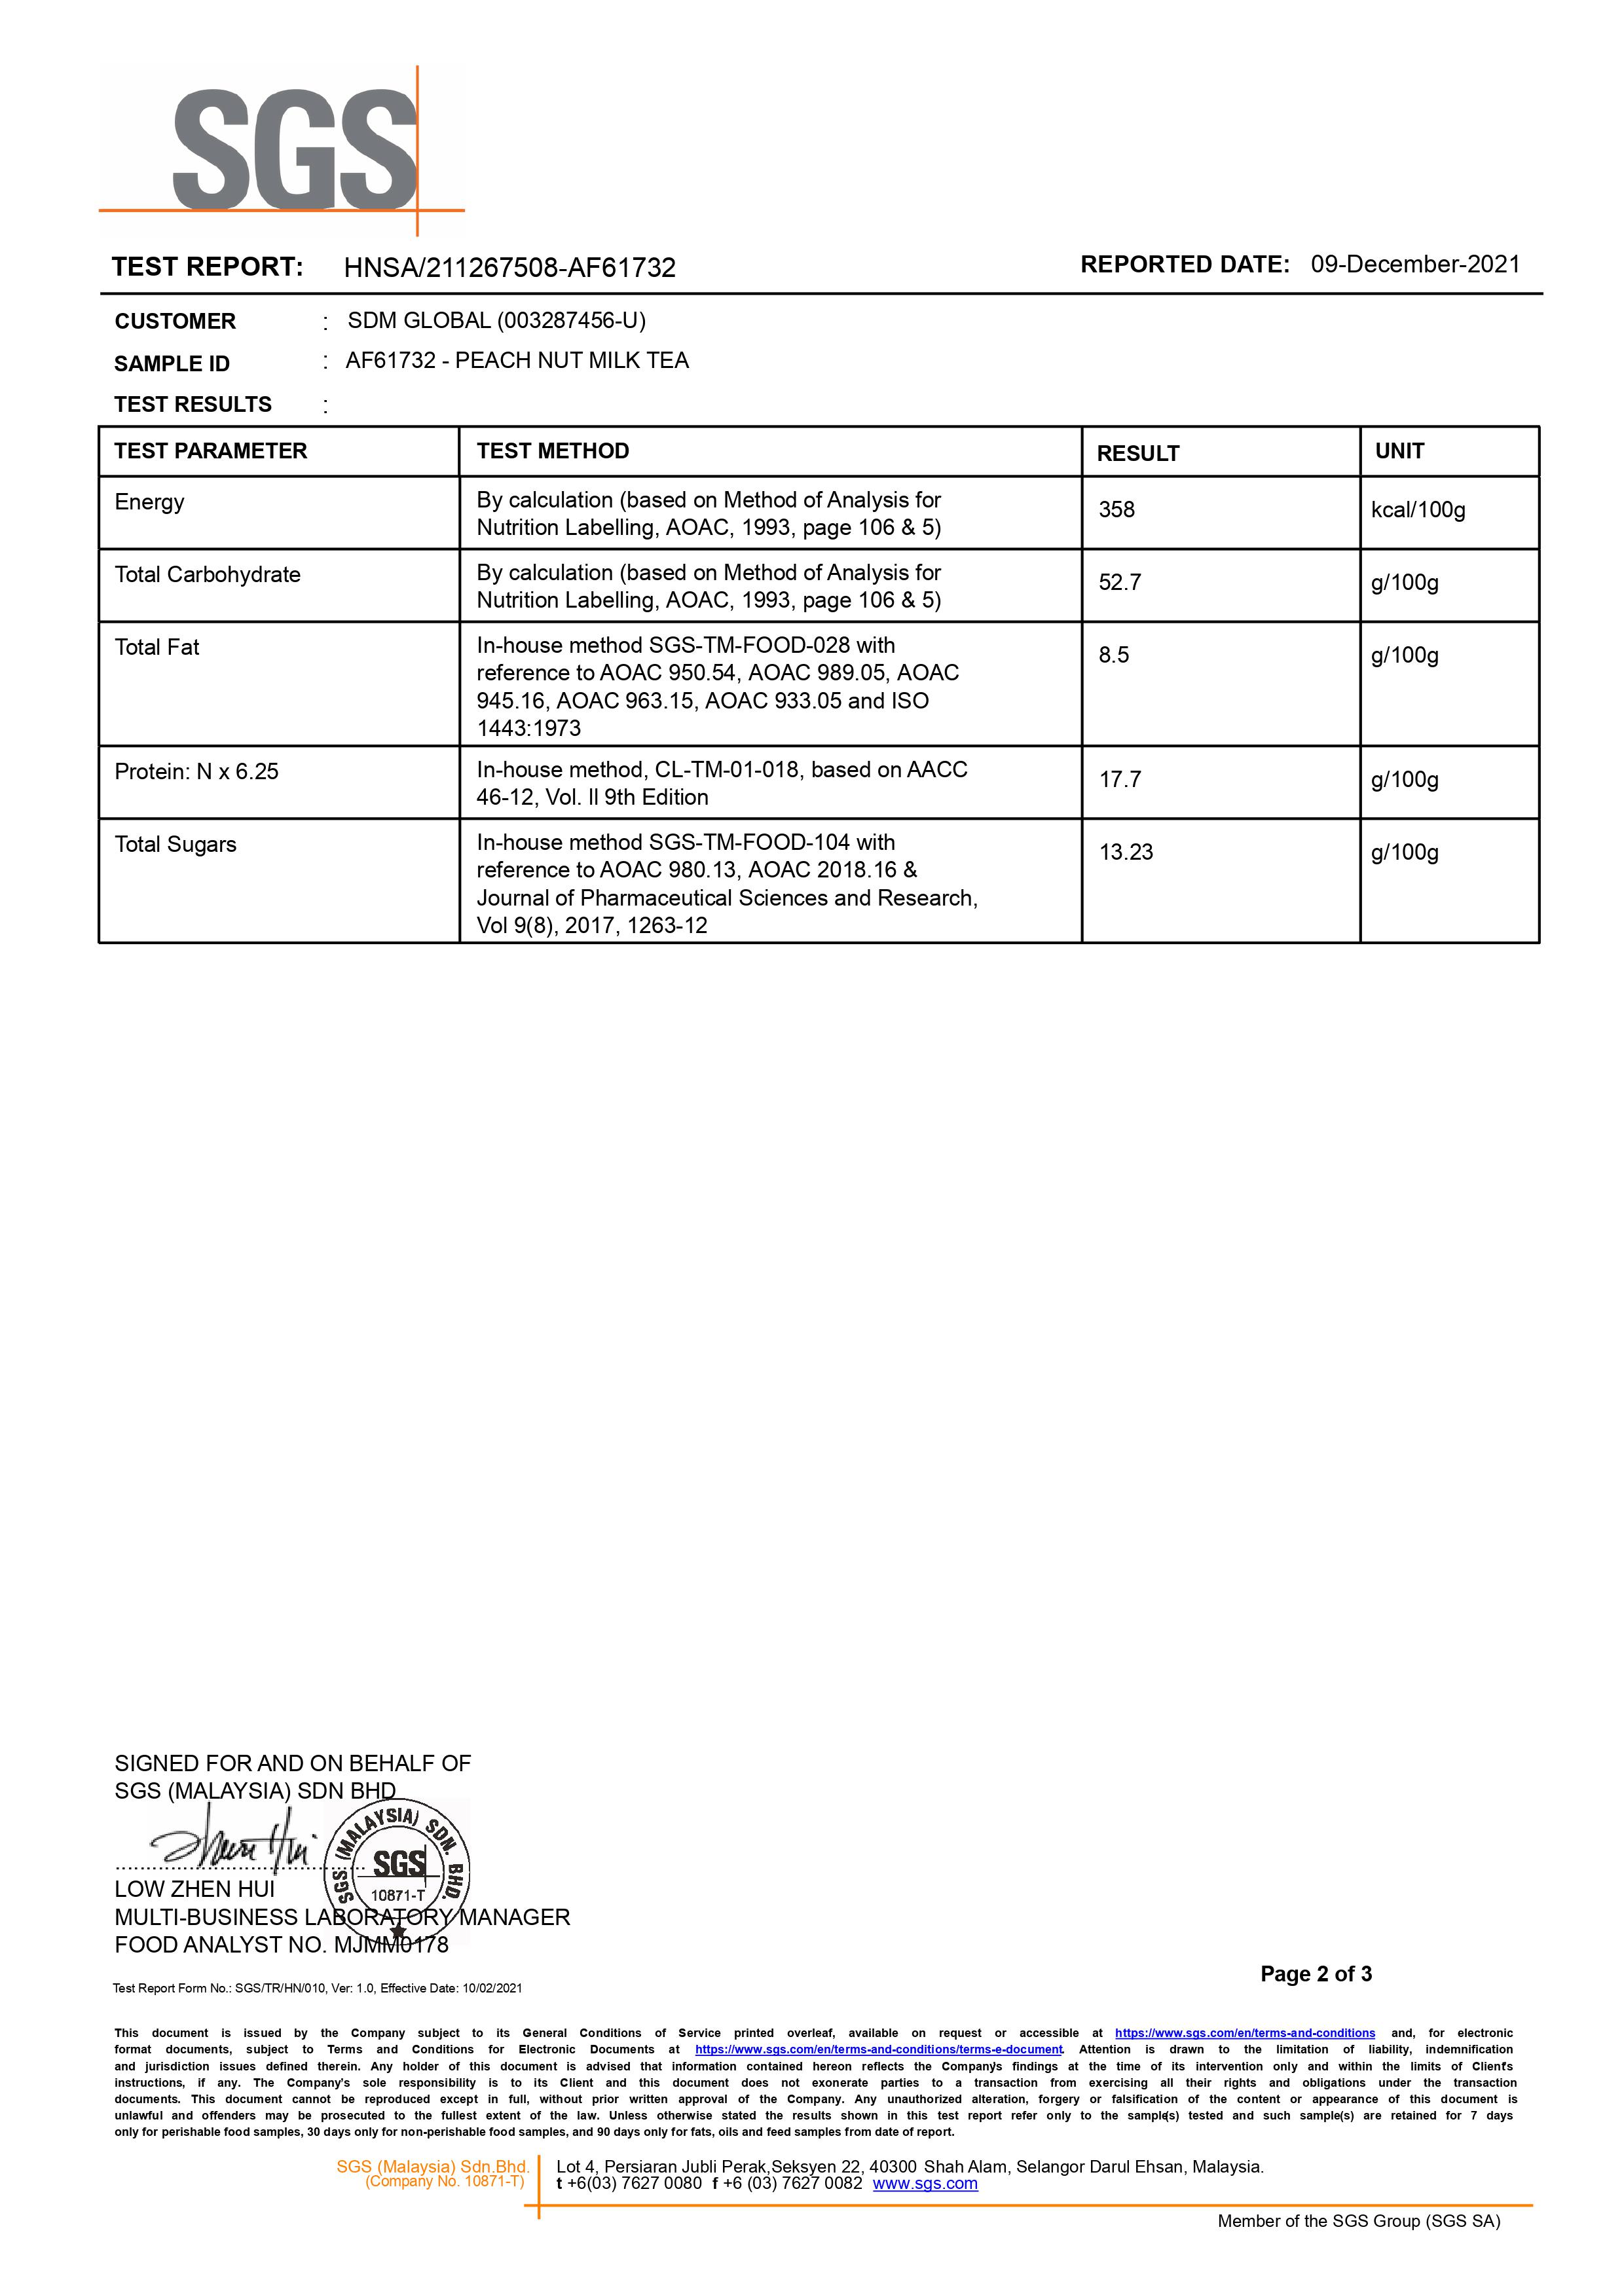 SGS
TEST REPORT: HNSA/211267508-AF61732 REPORTED DATE: 09-December-2021
CUSTOMER : SDM GLOBAL (003287456-U)
SAMPLE ID : AF61732 - PEACH NUT MILK TEA
TEST RESULTS :
TEST PARAMETER TEST METHOD RESULT UNIT
Energy By calculation (based on Method of Analysis for 358 kcal/100g
Nutrition Labelling, AOAC, 1993, page 106 & 5)
Total Carbohydrate By calculation (based on Method of Analysis for 52.7 g/100g
Nutrition Labelling, AOAC, 1993, page 106 & 5)
Total Fat In-house method SGS-TM-FOOD-028 with 8.5 g/100g
reference to AOAC 950.54, AOAC 989.05, AOAC
945.16, AOAC 963.15, AOAC 933.05 and ISO
1443:1973
Protein: N x 6.25 In-house method, CL-TM-01-018, based on AACC 17.7 g/100g
46-12, Vol. ll 9th Edition
Total Sugars In-house method SGS-TM-FOOD-104 with 13.23 g/100g
reference to AOAC 980.13, AOAC 2018.16 &
Journal of Pharmaceutical Sciences and Research,
Vol 9(8), 2017, 1263-12
SIGNED FOR AND ON BEHALF OF
SGS (MALAYSIA) SDN BHD
Zhen Hui
SGS (MALAYSIA) SDN. BHD.
SGS
10871-T
LOW ZHEN HUI
MULTI-BUSINESS LABORATORY MANAGER
FOOD ANALYST NO. MJMM0178
Page 2 of 3
Test Report Form No.: SGS/TR/HN/010, Ver: 1.0, Effective Date: 10/02/2021
This document is issued by the Company subject to its General Conditions of Service printed overleaf, available on request or accessible at https://www.sgs.com/en/terms-and-conditions and, for electronic
format documents, subject to Terms and Conditions for Electronic Documents at https://www.sgs.com/en/terms-and-conditions/terms-e-document. Attention is drawn to the limitation of liability, indemnification
and jurisdiction issues defined therein. Any holder of this document is advised that information contained hereon reflects the Company's findings at the time of its intervention only and within the limits of Client's
instructions, if any. The Company's sole responsibility is to its Client and this document does not exonerate parties to a transaction from exercising all their rights and obligations under the transaction
documents. This document cannot be reproduced except in full, without prior written approval of the Company. Any unauthorized alteration, forgery or falsification of the content or appearance of this document is
unlawful and offenders may be prosecuted to the fullest extent of the law. Unless otherwise stated the results shown in this test report refer only to the sample(s) tested and such sample(s) are retained for 7 days
only for perishable food samples, 30 days only for non-perishable food samples, and 90 days only for fats, oils and feed samples from date of report.
SGS (Malaysia) Sdn.Bhd. Lot 4, Persiaran Jubli Perak,Seksyen 22, 40300 Shah Alam, Selangor Darul Ehsan, Malaysia.
(Company No. 10871-T) t +6(03) 7627 0080 f +6 (03) 7627 0082 www.sgs.com
Member of the SGS Group (SGS SA)